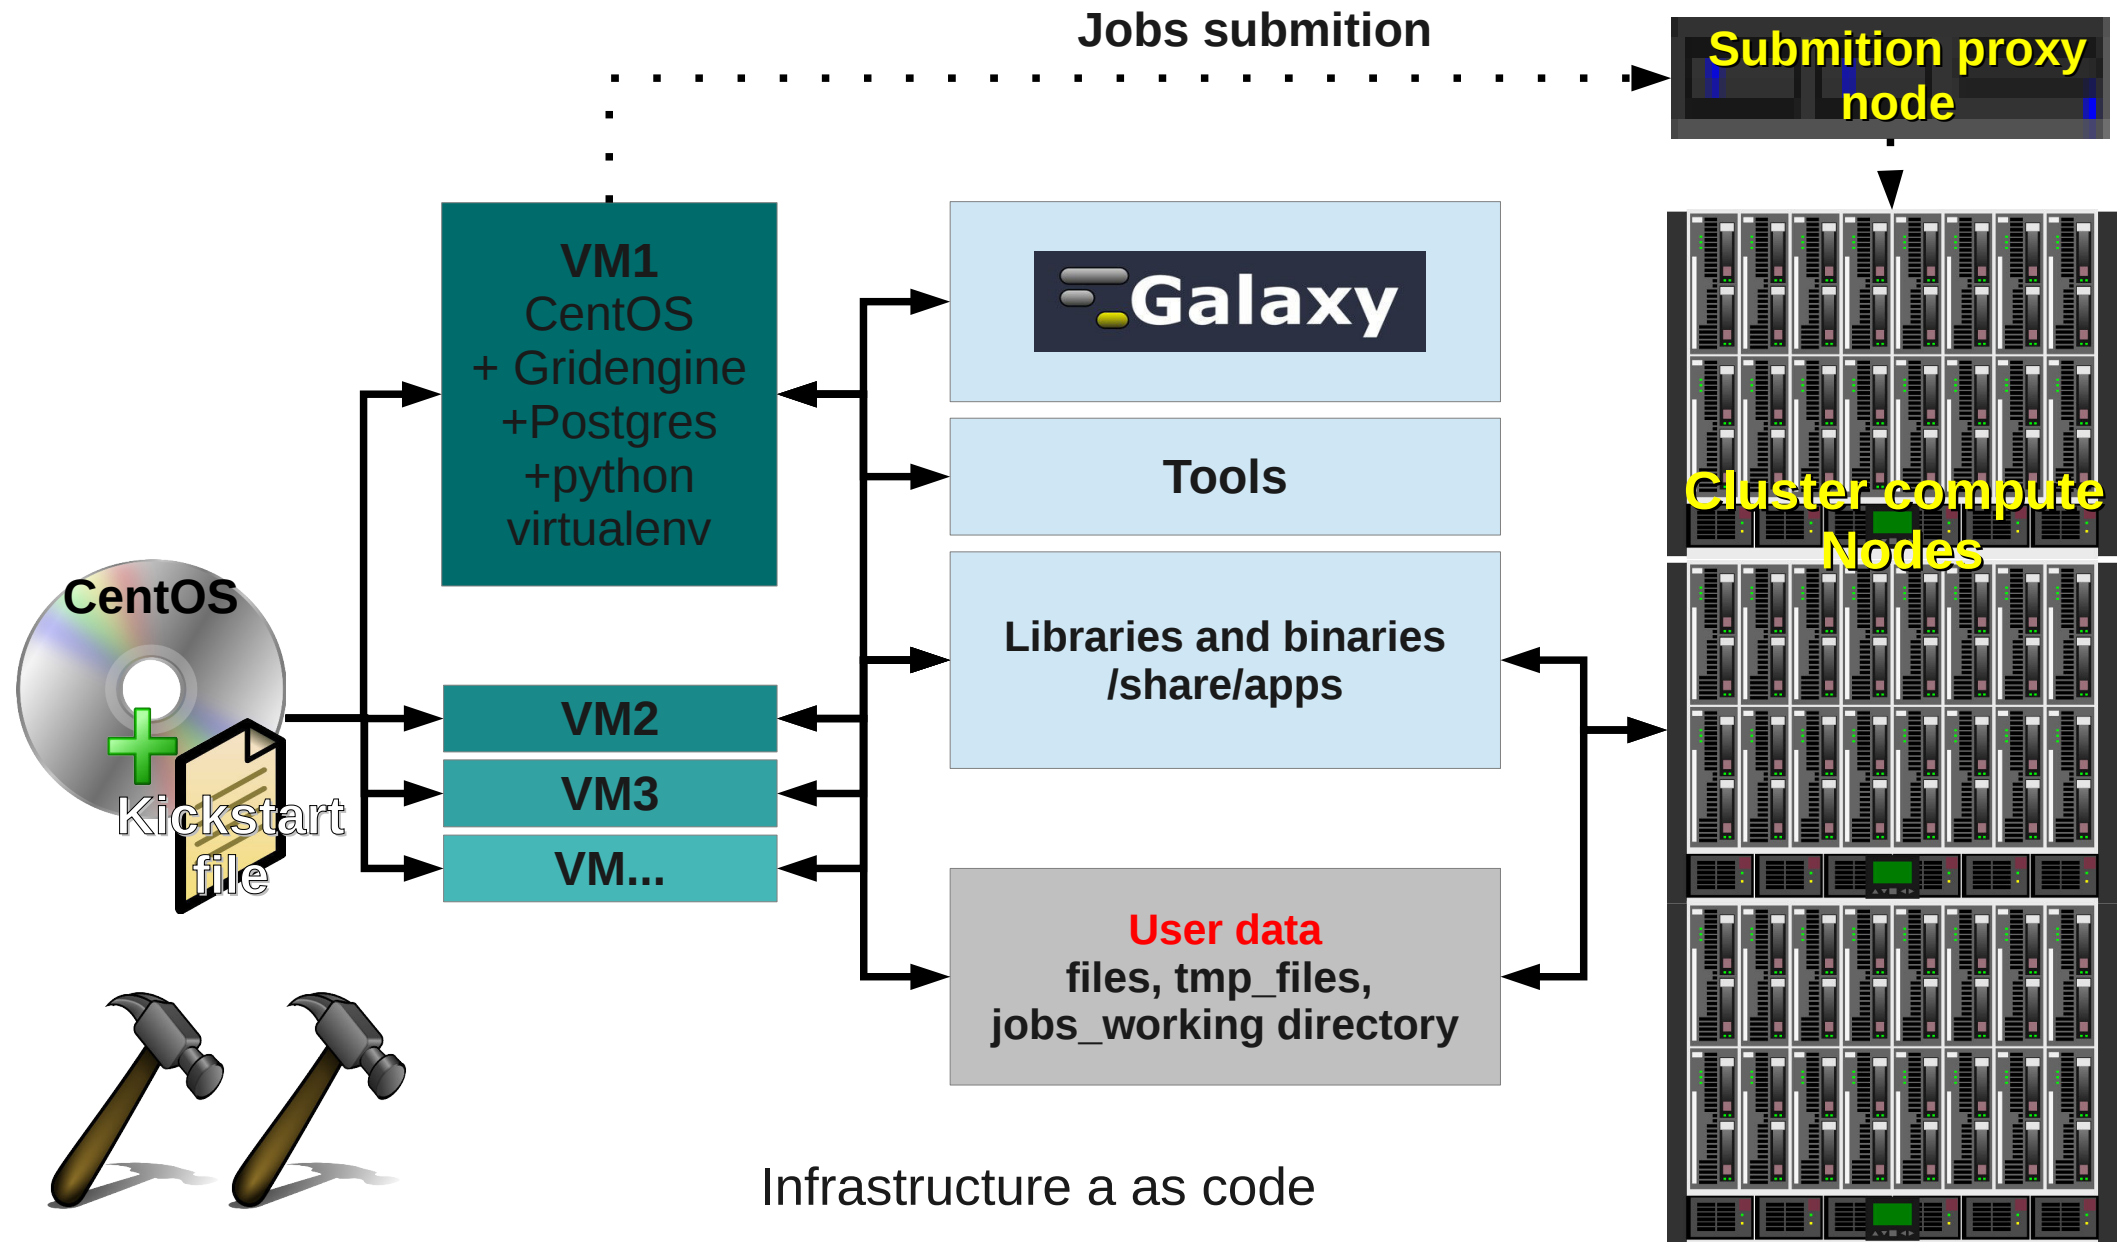 Jobs submition
Submition proxy
node
VM1
CentOS
+ Gridengine
+Postgres
+python
virtualenv
Galaxy
Tools
Cluster compute
Nodes
CentOS
Kickstart
file
VM2
VM3
VM...
Libraries and binaries
/share/apps
User data
files, tmp_files,
jobs_working directory
Infrastructure a as code